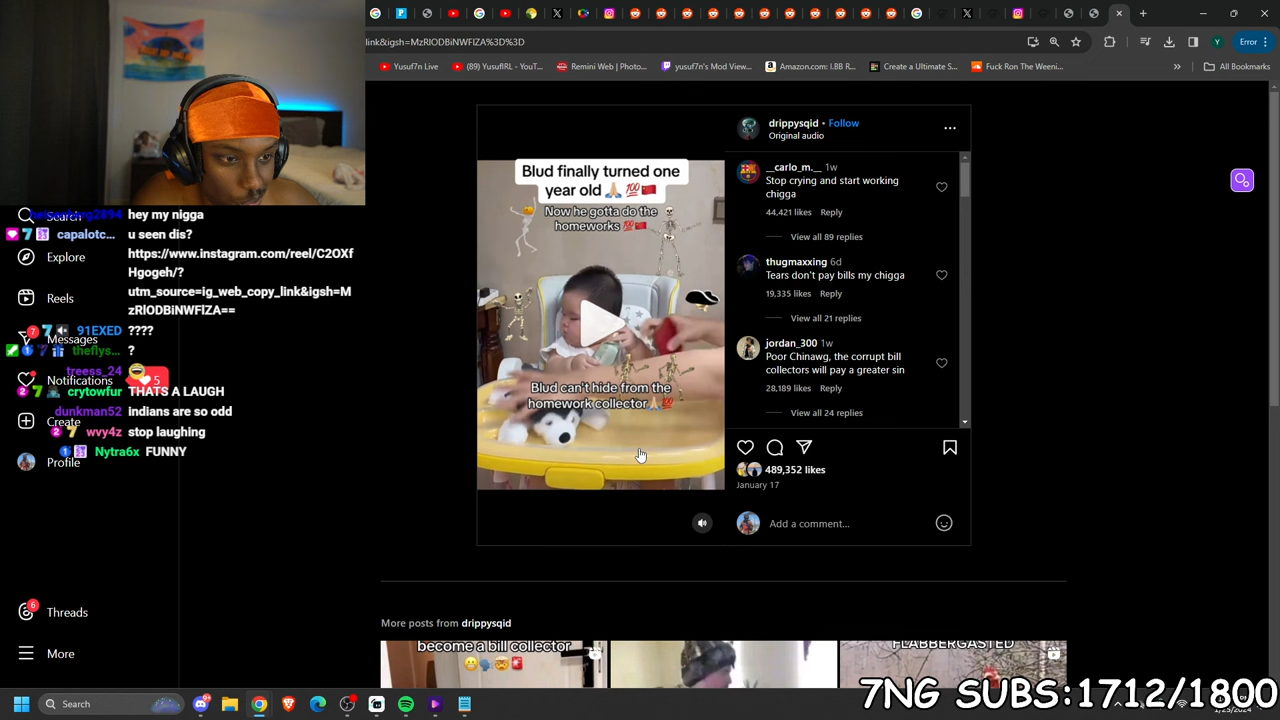 link&igsh=MzRlODBiNWFlZA%3D%3D
Y
Error
Yusuf7n Live
(89) YusufIRL - YouT...
Remini Web | Photo...
yusuf7n's Mod View...
Amazon.com: I.BB R...
Create a Ultimate S...
Fuck Ron The Weeni...
»
All Bookmarks
drippysqid • Follow
Original audio
Blud finally turned one
year old 🙏🏻 💯 🇨🇳
Now he gotta do the
homeworks 💯🇨🇳
Blud can't hide from the
homework collector🙏🏻💯
__carlo_m.__ 1w
Stop crying and start working
chigga
44,421 likes Reply
View all 89 replies
thugmaxxing 6d
Tears don't pay bills my chigga
19,335 likes Reply
View all 21 replies
jordan_300 1w
Poor Chinawg, the corrupt bill
collectors will pay a greater sin
28,189 likes Reply
View all 24 replies
489,352 likes
January 17
Add a comment...
More posts from drippysqid
become a bill collector
😬🗣🤯🚨
FLABBERGASTED
Search
Explore
Reels
7
Messages
Notifications
5
Create
Profile
6
Threads
More
hey my nigga
capalotc... u seen dis?
https://www.instagram.com/reel/C2OXf
Hgogeh/?
utm_source=ig_web_copy_link&igsh=M
zRlODBiNWFlZA==
91EXED ????
theflys... ?
treess_24 😂
crytowfur THATS A LAUGH
dunkman52 indians are so odd
wvy4z stop laughing
Nytra6x FUNNY
Search
7NG SUBS:1712/1800